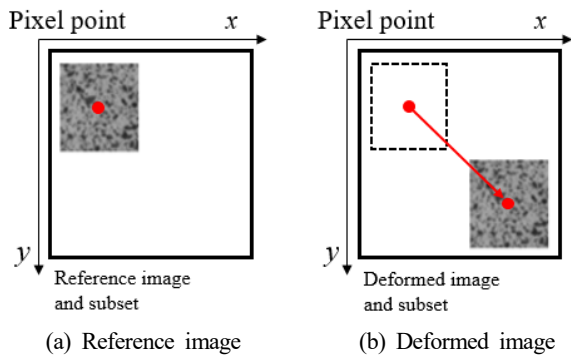 Pixel point x
y
Reference image
and subset
(a) Reference image
Pixel point x
y
Deformed image
and subset
(b) Deformed image